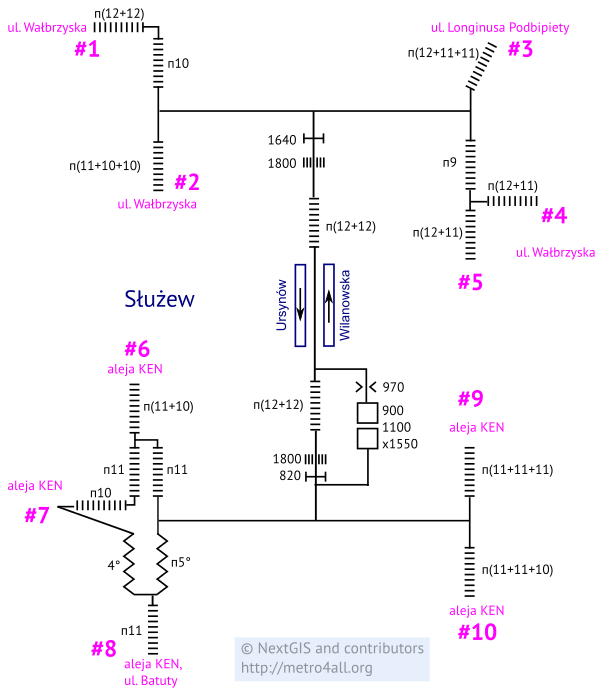 п(12+12)
ul. Wałbrzyska
#1
п10
ul. Longinusa Podbipięty
#3
п(12+11+11)
1640
1800
п(11+10+10)
#2
ul. Wałbrzyska
п9
п(12+11)
#4
п(12+11)
ul. Wałbrzyska
#5
п(12+12)
Służew
Ursynów
Wilanowska
#6
aleja KEN
п(11+10)
п(12+12)
970
900
1100
x1550
#9
aleja KEN
п11
п11
1800
820
п(11+11+11)
aleja KEN
#7
п10
4°
п5°
п(11+11+10)
aleja KEN
#10
п11
#8
aleja KEN,
ul. Batuty
© NextGIS and contributors
http://metro4all.org